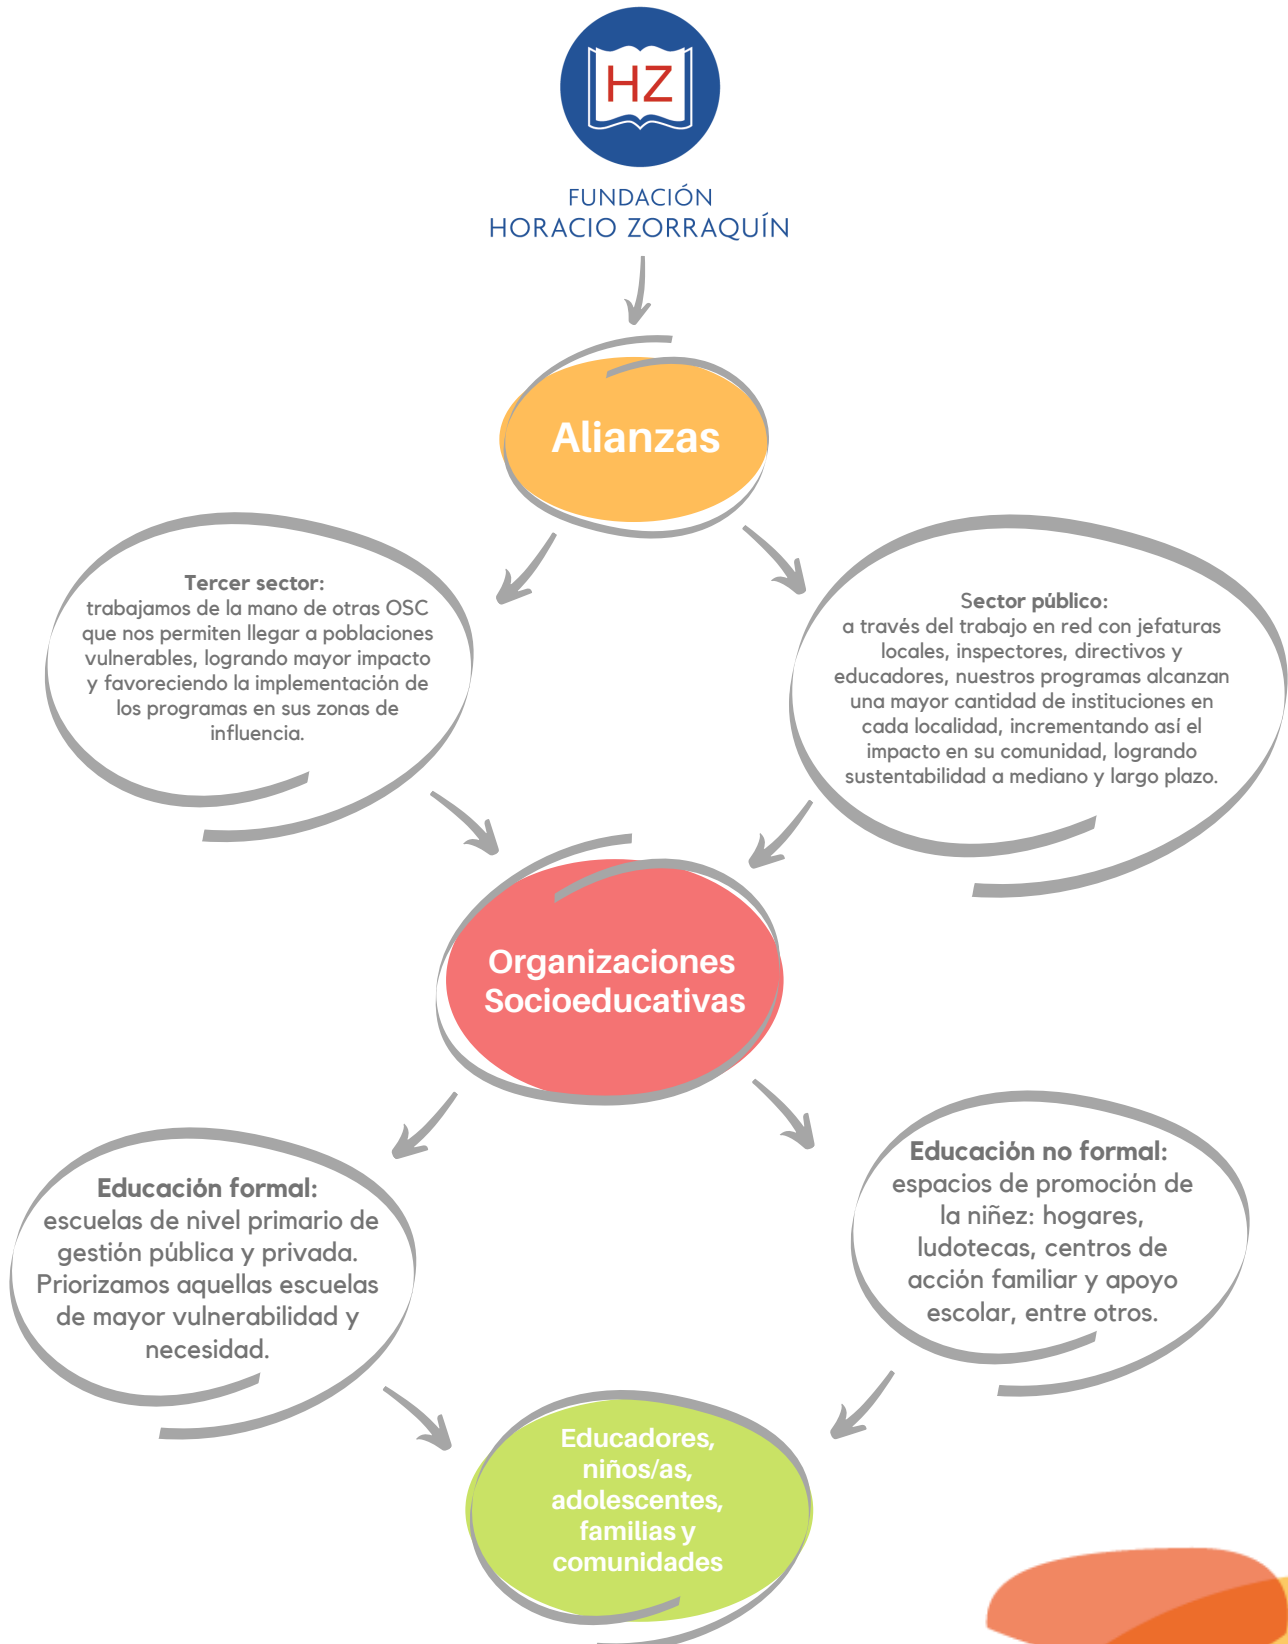 HZ
FUNDACIÓN
HORACIO ZORRAQUÍN
Alianzas
Tercer sector:
trabajamos de la mano de otras OSC
que nos permiten llegar a poblaciones
vulnerables, logrando mayor impacto
y favoreciendo la implementación de
los programas en sus zonas de
influencia.
Sector público:
a través del trabajo en red con jefaturas
locales, inspectores, directivos y
educadores, nuestros programas alcanzan
una mayor cantidad de instituciones en
cada localidad, incrementando así el
impacto en su comunidad, logrando
sustentabilidad a mediano y largo plazo.
Organizaciones
Socioeducativas
Educación formal:
escuelas de nivel primario de
gestión pública y privada.
Priorizamos aquellas escuelas
de mayor vulnerabilidad y
necesidad.
Educación no formal:
espacios de promoción de
la niñez: hogares,
ludotecas, centros de
acción familiar y apoyo
escolar, entre otros.
Educadores,
niños/as,
adolescentes,
familias y
comunidades